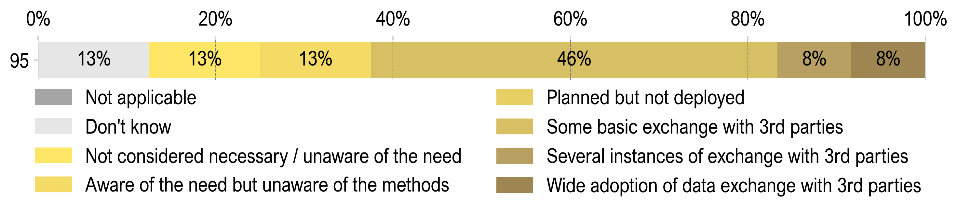 0% 20% 40% 60% 80% 100%
95 13% 13% 13% 46% 8% 8%
Not applicable
Don't know
Not considered necessary / unaware of the need
Aware of the need but unaware of the methods
Planned but not deployed
Some basic exchange with 3rd parties
Several instances of exchange with 3rd parties
Wide adoption of data exchange with 3rd parties